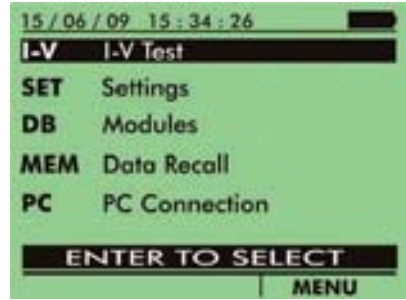 15/06/09 15:34:26
I-V I-V Test
SET Settings
DB Modules
MEM Data Recall
PC PC Connection
ENTER TO SELECT
MENU